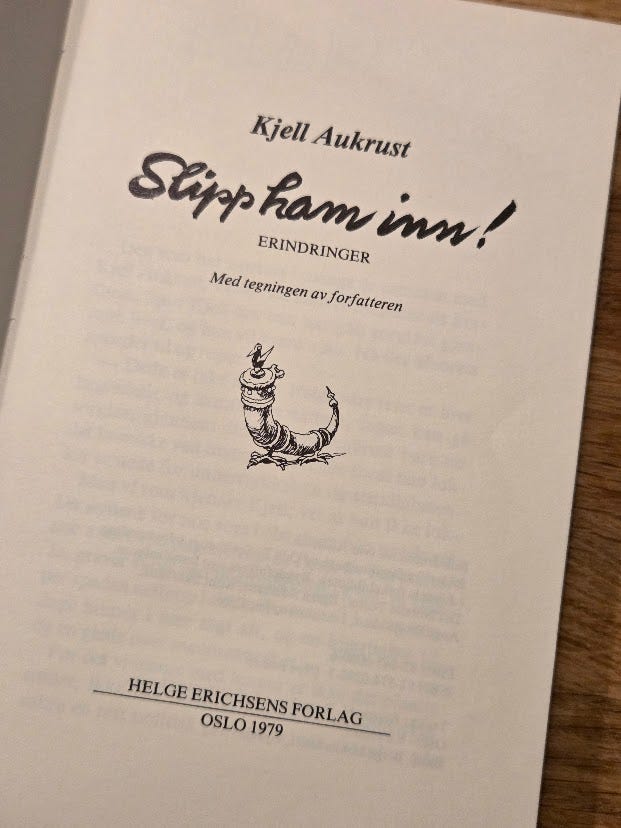 Kjell Aukrust
Slipp ham inn!
ERINDRINGER
Med tegningen av forfatteren
HELGE ERICHSENS FORLAG
OSLO 1979